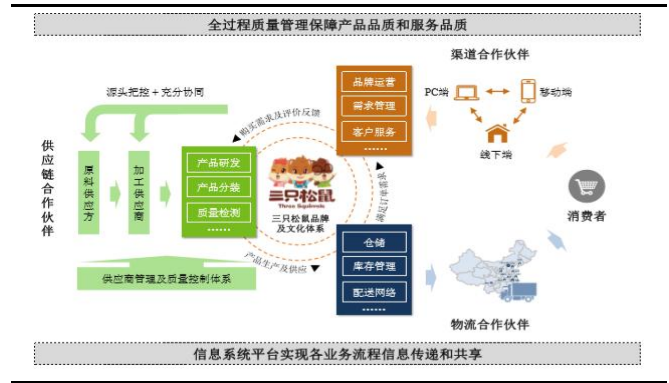 全过程质量管理保障产品品质和服务品质
渠道合作伙伴
源头把控+充分协同
PC端
移动端
线下端
品牌运营
需求管理
客户服务
......
购买需求及评价反馈
供应链合作伙伴
原料供应方
加工供应商
产品研发
产品分装
质量检测
......
三只松鼠
Three Squirrels
三只松鼠品牌
及文化体系
消费者
仓储
库存管理
配送网络
......
产品生产及供应
供应商管理及质量控制体系
物流合作伙伴
信息系统平台实现各业务流程信息传递和共享